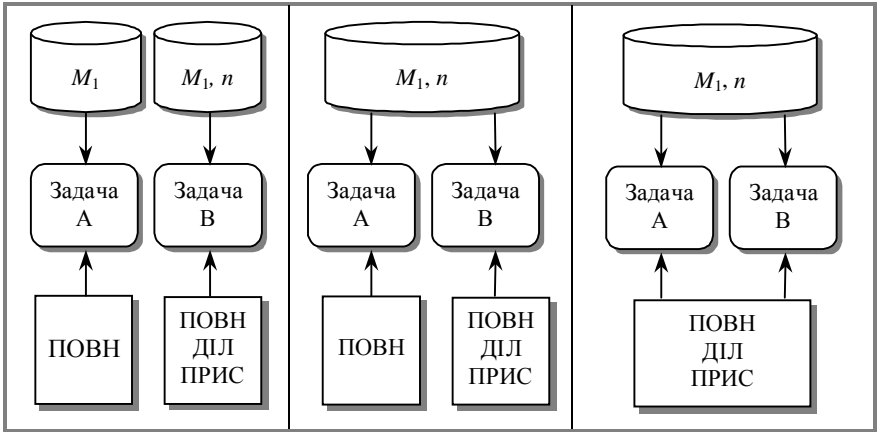 M₁
M₁, n
Задача
А
Задача
В
ПОВН
ПОВН
ДІЛ
ПРИС
M₁, n
Задача
А
Задача
В
ПОВН
ПОВН
ДІЛ
ПРИС
M₁, n
Задача
А
Задача
В
ПОВН
ДІЛ
ПРИС